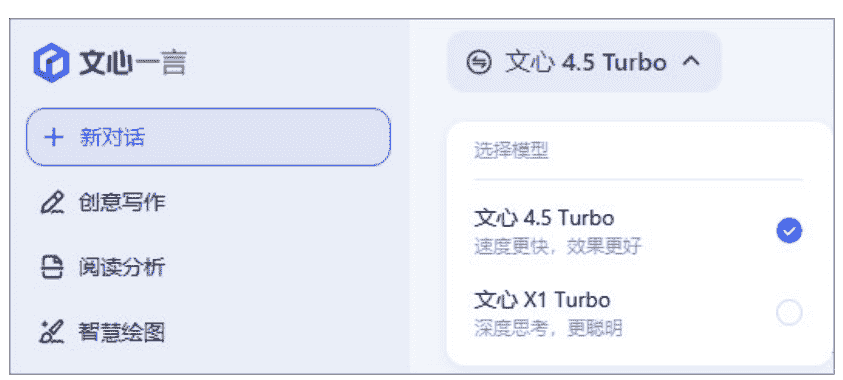 文心一言
新对话
创意写作
阅读分析
智慧绘图
文心 4.5 Turbo
选择模型
文心 4.5 Turbo
速度更快，效果更好
文心 X1 Turbo
深度思考，更聪明